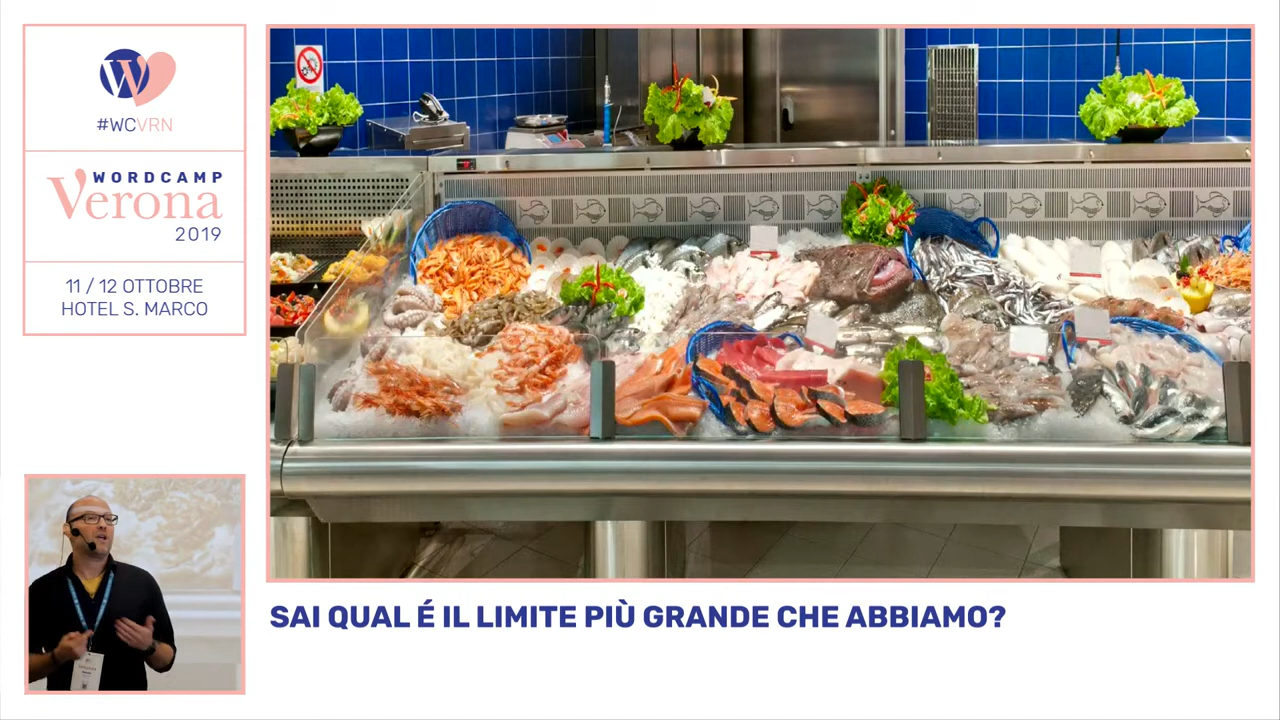 #WCVRN
WORDCAMP
Verona
2019
11 / 12 OTTOBRE
HOTEL S. MARCO
SAI QUAL É IL LIMITE PIÙ GRANDE CHE ABBIAMO?